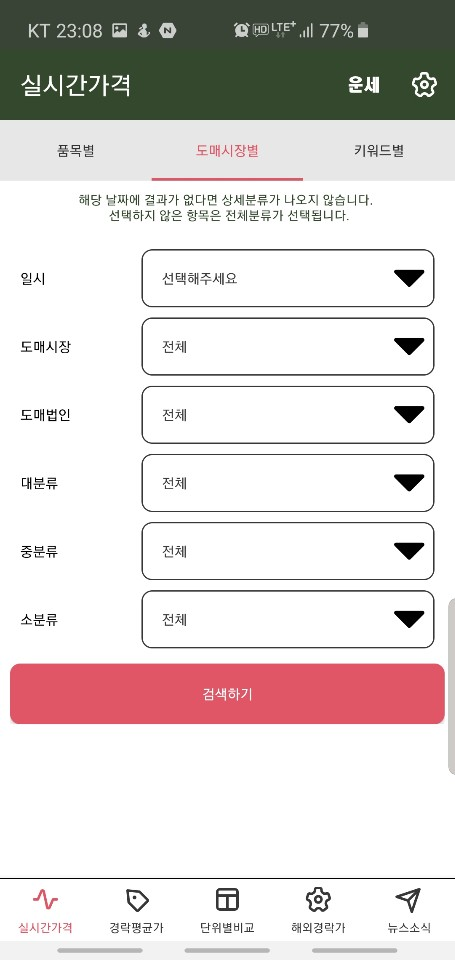 KT 23:08 N HD LTE+ 77%
실시간가격 운세
품목별 도매시장별 키워드별
해당 날짜에 결과가 없다면 상세분류가 나오지 않습니다.
선택하지 않은 항목은 전체분류가 선택됩니다.
일시 선택해주세요
도매시장 전체
도매법인 전체
대분류 전체
중분류 전체
소분류 전체
검색하기
실시간가격 경락평균가 단위별비교 해외경락가 뉴스소식